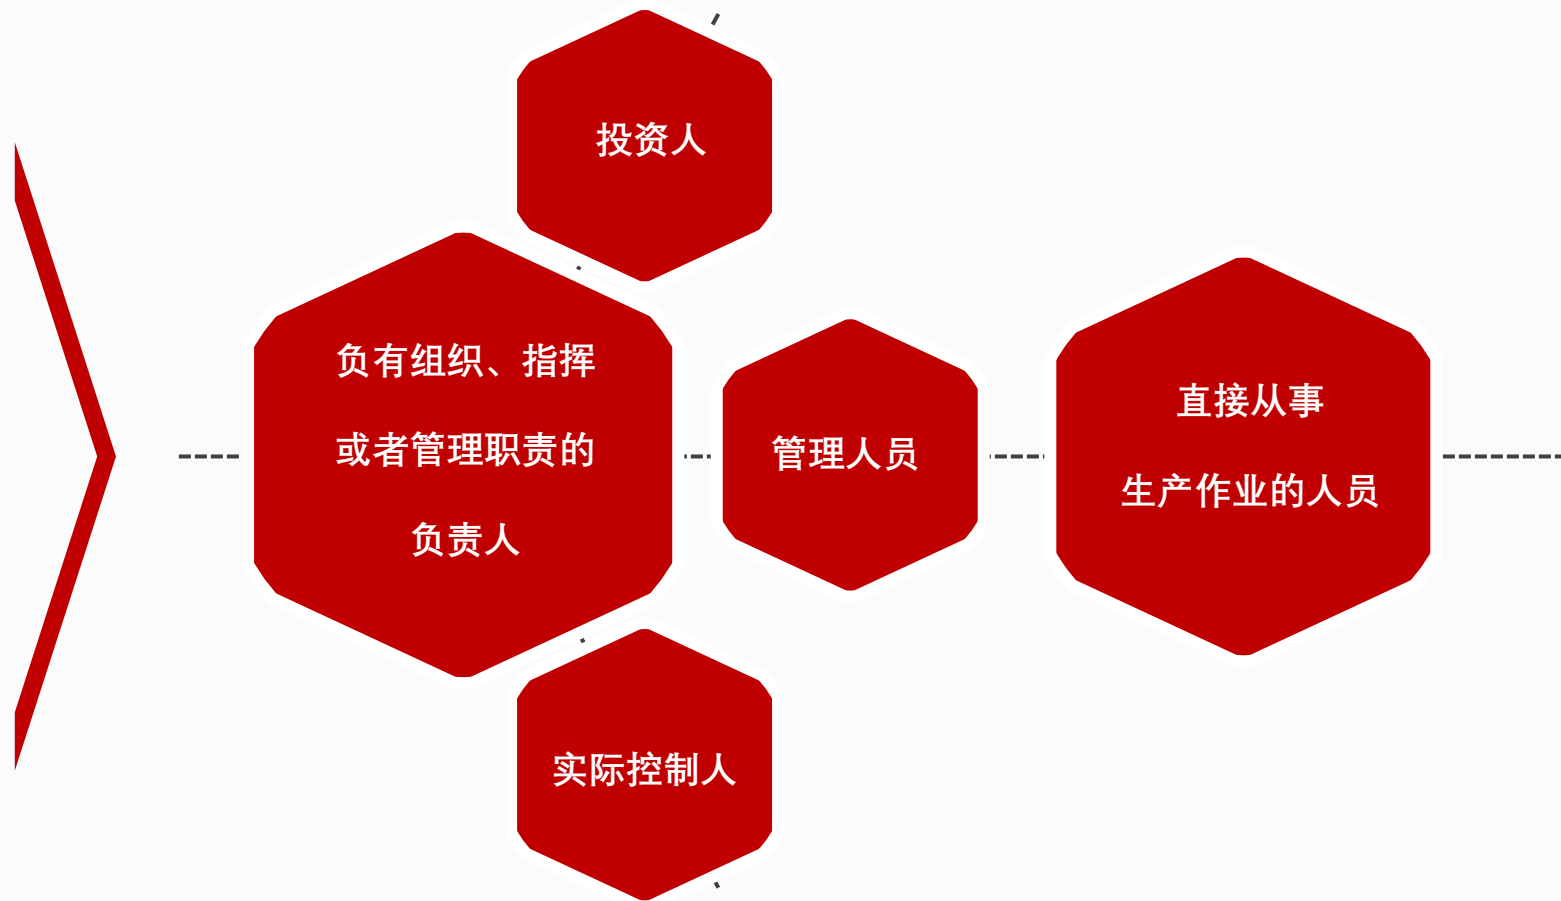 投资人
负有组织、指挥
或者管理职责的
负责人
管理人员
直接从事
生产作业的人员
实际控制人